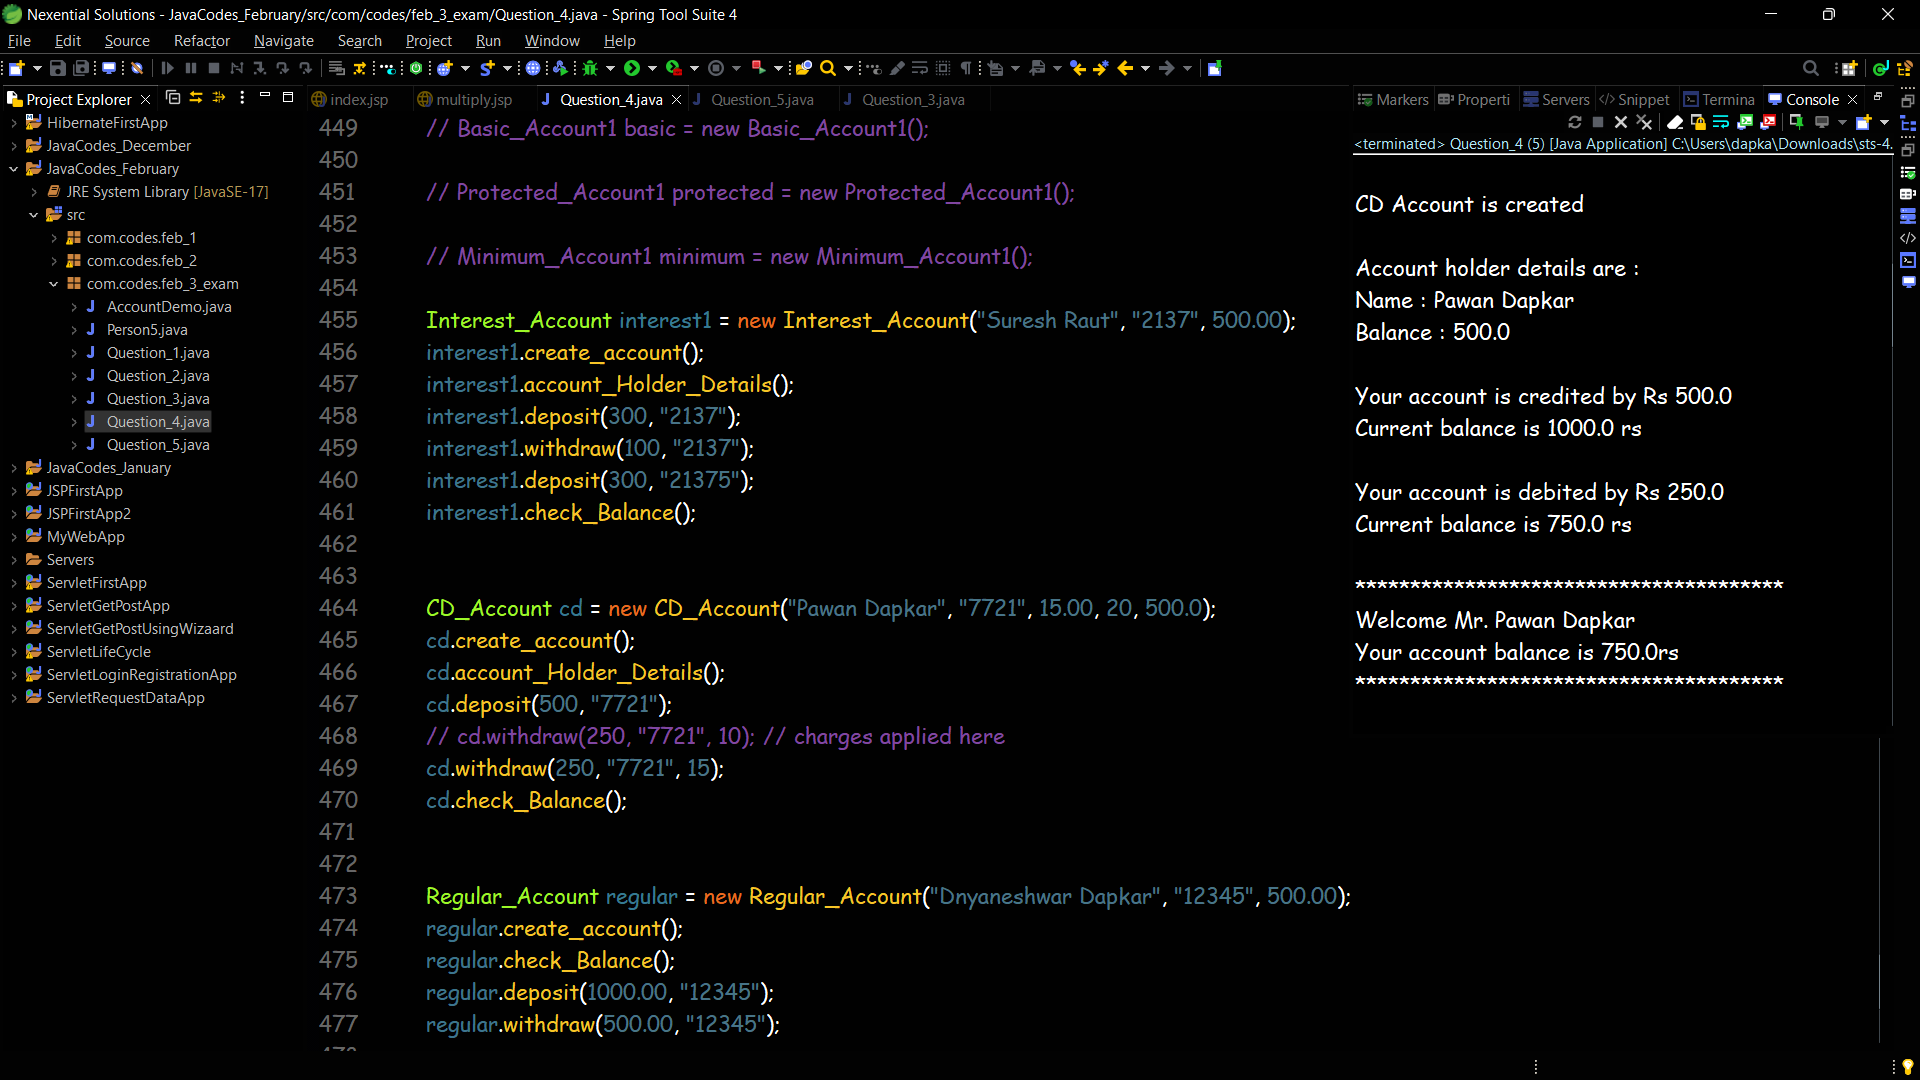 Nexential Solutions - JavaCodes_February/src/com/codes/feb_3_exam/Question_4.java - Spring Tool Suite 4
File Edit Source Refactor Navigate Search Project Run Window Help
Project Explorer
HibernateFirstApp
JavaCodes_December
JavaCodes_February
JRE System Library [JavaSE-17]
src
com.codes.feb_1
com.codes.feb_2
com.codes.feb_3_exam
AccountDemo.java
Person5.java
Question_1.java
Question_2.java
Question_3.java
Question_4.java
Question_5.java
JavaCodes_January
JSPFirstApp
JSPFirstApp2
MyWebApp
Servers
ServletFirstApp
ServletGetPostApp
ServletGetPostUsingWizaard
ServletLifeCycle
ServletLoginRegistrationApp
ServletRequestDataApp
index.jsp multiply.jsp Question_4.java Question_5.java Question_3.java
449 // Basic_Account1 basic = new Basic_Account1();
450
451 // Protected_Account1 protected = new Protected_Account1();
452
453 // Minimum_Account1 minimum = new Minimum_Account1();
454
455 Interest_Account interest1 = new Interest_Account("Suresh Raut", "2137", 500.00);
456 interest1.create_account();
457 interest1.account_Holder_Details();
458 interest1.deposit(300, "2137");
459 interest1.withdraw(100, "2137");
460 interest1.deposit(300, "21375");
461 interest1.check_Balance();
462
463
464 CD_Account cd = new CD_Account("Pawan Dapkar", "7721", 15.00, 20, 500.0);
465 cd.create_account();
466 cd.account_Holder_Details();
467 cd.deposit(500, "7721");
468 // cd.withdraw(250, "7721", 10); // charges applied here
469 cd.withdraw(250, "7721", 15);
470 cd.check_Balance();
471
472
473 Regular_Account regular = new Regular_Account("Dnyaneshwar Dapkar", "12345", 500.00);
474 regular.create_account();
475 regular.check_Balance();
476 regular.deposit(1000.00, "12345");
477 regular.withdraw(500.00, "12345");
Markers Properti Servers Snippet Termina Console
<terminated> Question_4 (5) [Java Application] C:\Users\dapka\Downloads\sts-4.
CD Account is created
Account holder details are :
Name : Pawan Dapkar
Balance : 500.0
Your account is credited by Rs 500.0
Current balance is 1000.0 rs
Your account is debited by Rs 250.0
Current balance is 750.0 rs
***************************************
Welcome Mr. Pawan Dapkar
Your account balance is 750.0rs
***************************************